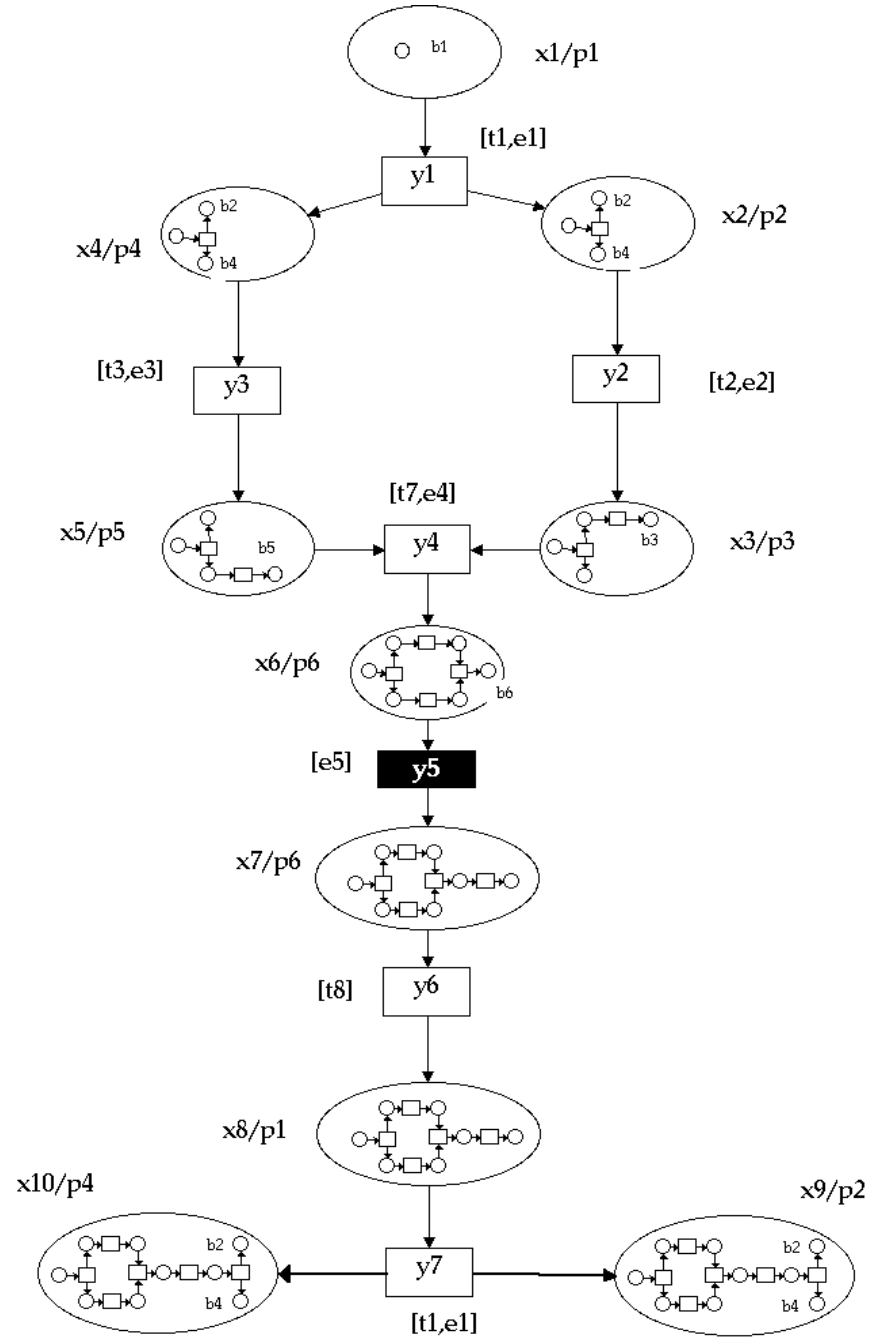 b1
x1/p1
[t1,e1]
y1
b2
b4
x4/p4
b2
b4
x2/p2
[t3,e3]
y3
y2
[t2,e2]
[t7,e4]
x5/p5
b5
y4
b3
x3/p3
x6/p6
b6
[e5]
y5
x7/p6
[t8]
y6
x8/p1
x10/p4
x9/p2
b2
b4
y7
b2
b4
[t1,e1]